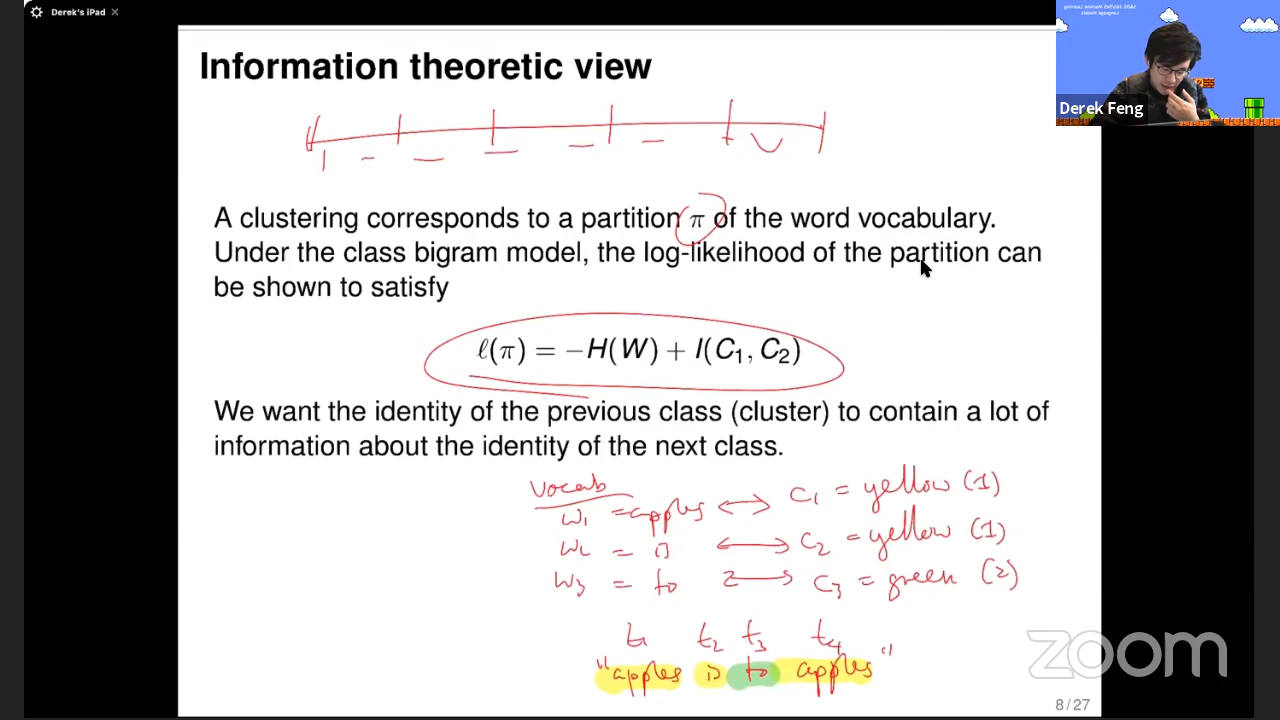 Derek's iPad ×
Derek Feng
Information theoretic view
A clustering corresponds to a partition π of the word vocabulary.
Under the class bigram model, the log-likelihood of the partition can
be shown to satisfy
ℓ(π) = −H(W) + I(C₁, C₂)
We want the identity of the previous class (cluster) to contain a lot of
information about the identity of the next class.
vocab
w₁ = apples ↔ C₁ = yellow (1)
w₂ = is ↔ C₂ = yellow (1)
w₃ = to ↔ C₃ = green (2)
t₁ t₂ t₃ t₄
"apples is to apples"
zoom
8/27